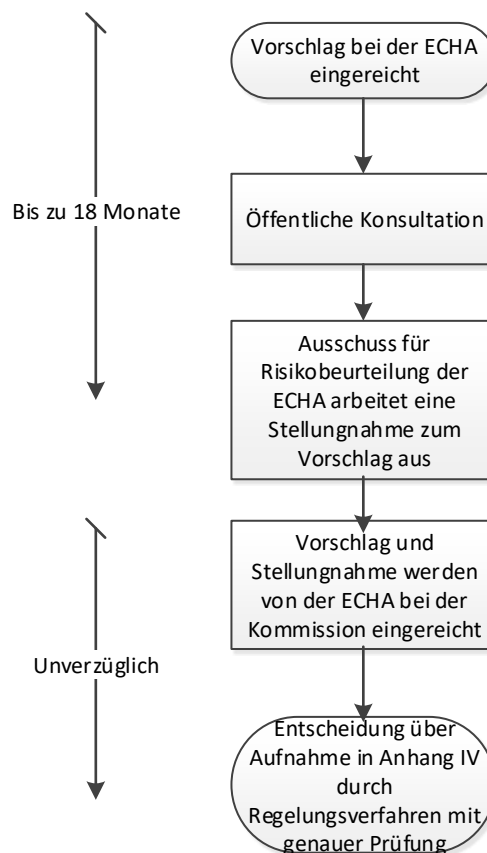 Vorschlag bei der ECHA
eingereicht
Bis zu 18 Monate
Öffentliche Konsultation
Ausschuss für
Risikobeurteilung der
ECHA arbeitet eine
Stellungnahme zum
Vorschlag aus
Vorschlag und
Stellungnahme werden
von der ECHA bei der
Kommission eingereicht
Unverzüglich
Entscheidung über
Aufnahme in Anhang IV
durch
Regelungsverfahren mit
genauer Prüfung